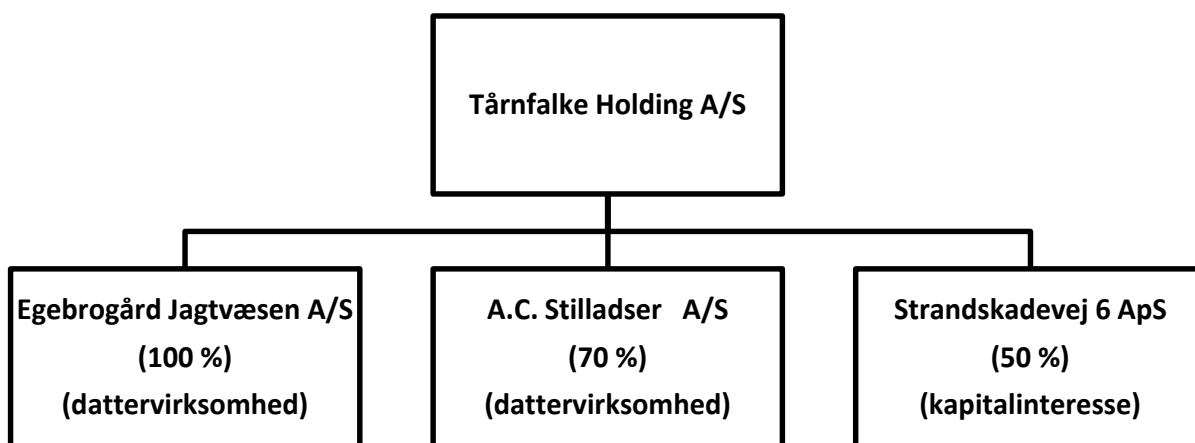 Tårnfalke Holding A/S
Egebrogård Jagtvæsen A/S
(100 %)
(dattervirksomhed)
A.C. Stilladser A/S
(70 %)
(dattervirksomhed)
Strandskadevej 6 ApS
(50 %)
(kapitalinteresse)